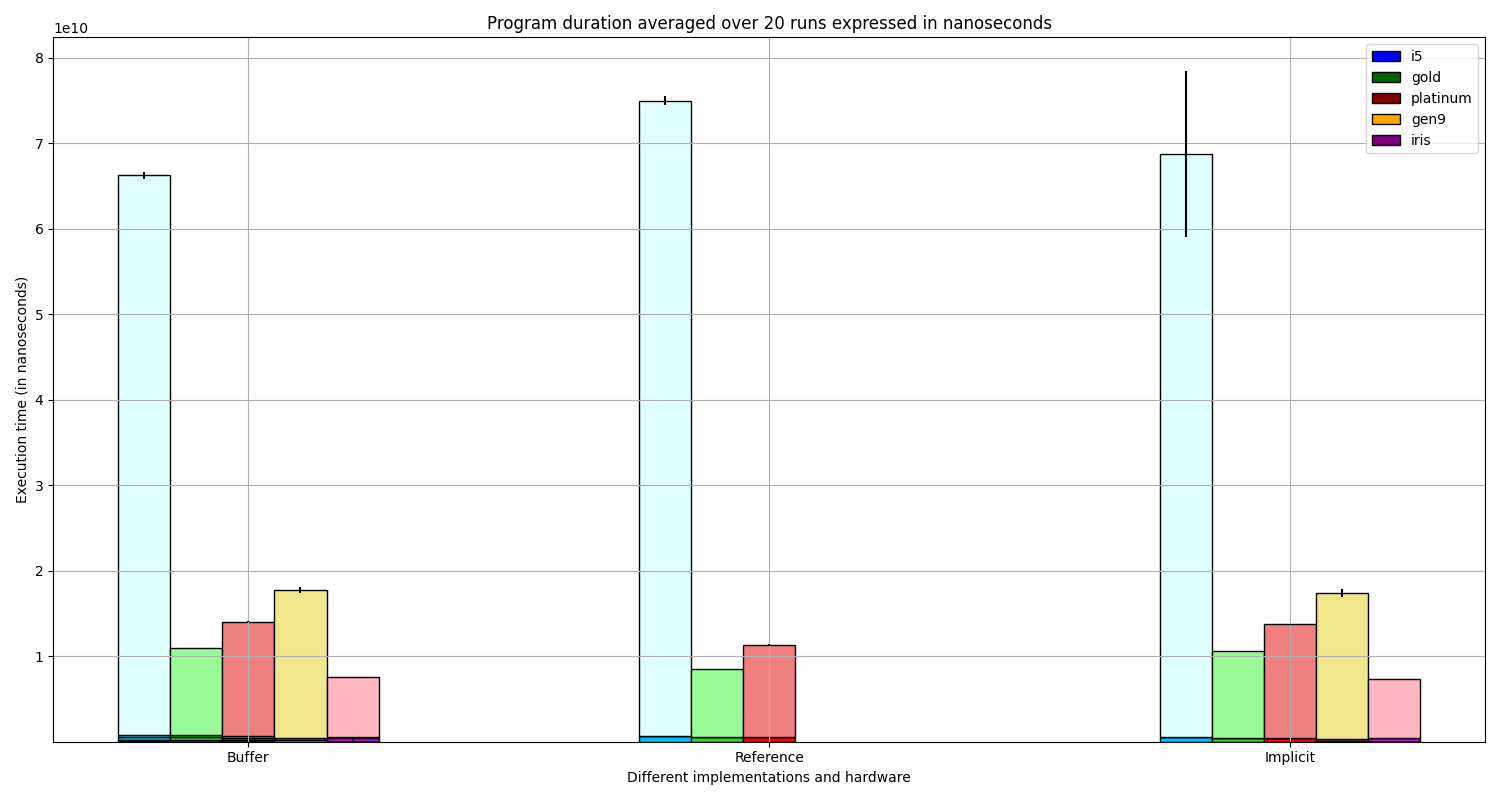 Program duration averaged over 20 runs expressed in nanoseconds
1e10
8
7
6
5
4
3
2
1
Execution time (in nanoseconds)
i5
gold
platinum
gen9
iris
Buffer
Reference
Implicit
Different implementations and hardware